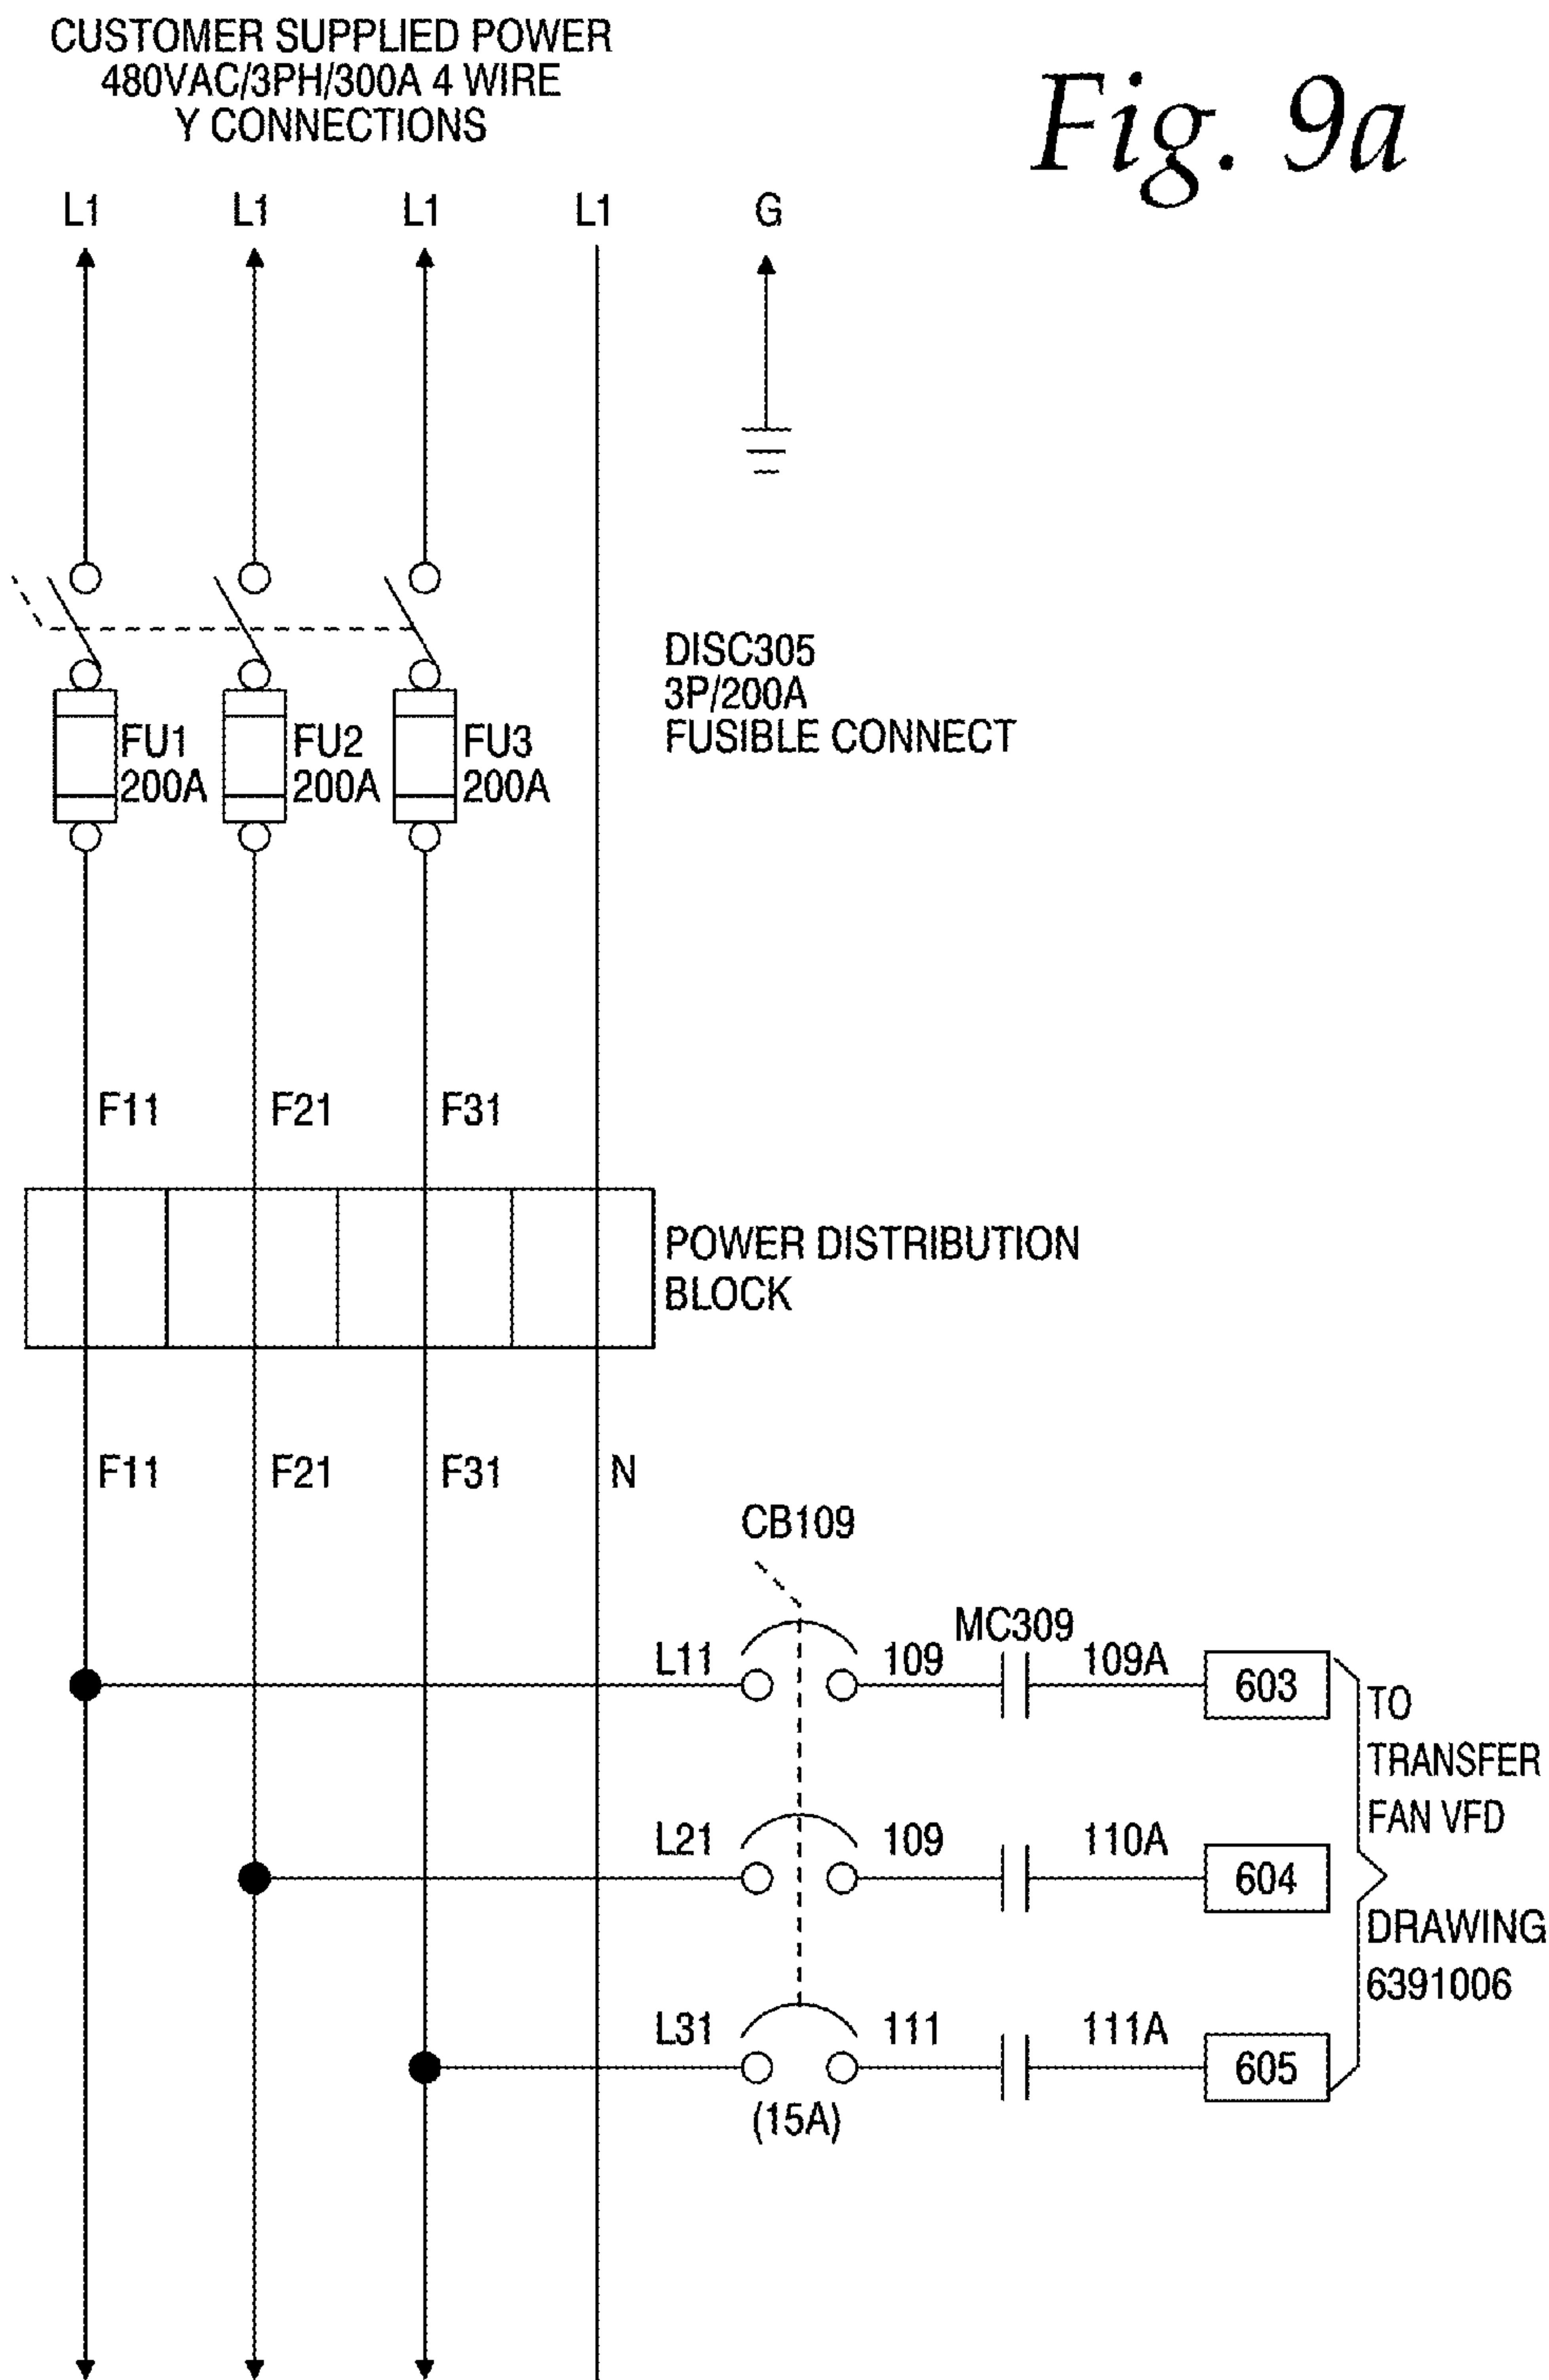 CUSTOMER SUPPLIED POWER
480VAC/3PH/300A 4 WIRE
Y CONNECTIONS
Fig. 9a
L1 L1 L1 L1 G
DISC305
3P/200A
FUSIBLE CONNECT
FU1 FU2 FU3
200A 200A 200A
F11 F21 F31
POWER DISTRIBUTION
BLOCK
F11 F21 F31 N
CB109
MC309
L11 109 109A 603
L21 109 110A 604
L31 111 111A 605
(15A)
TO
TRANSFER
FAN VFD
DRAWING
6391006